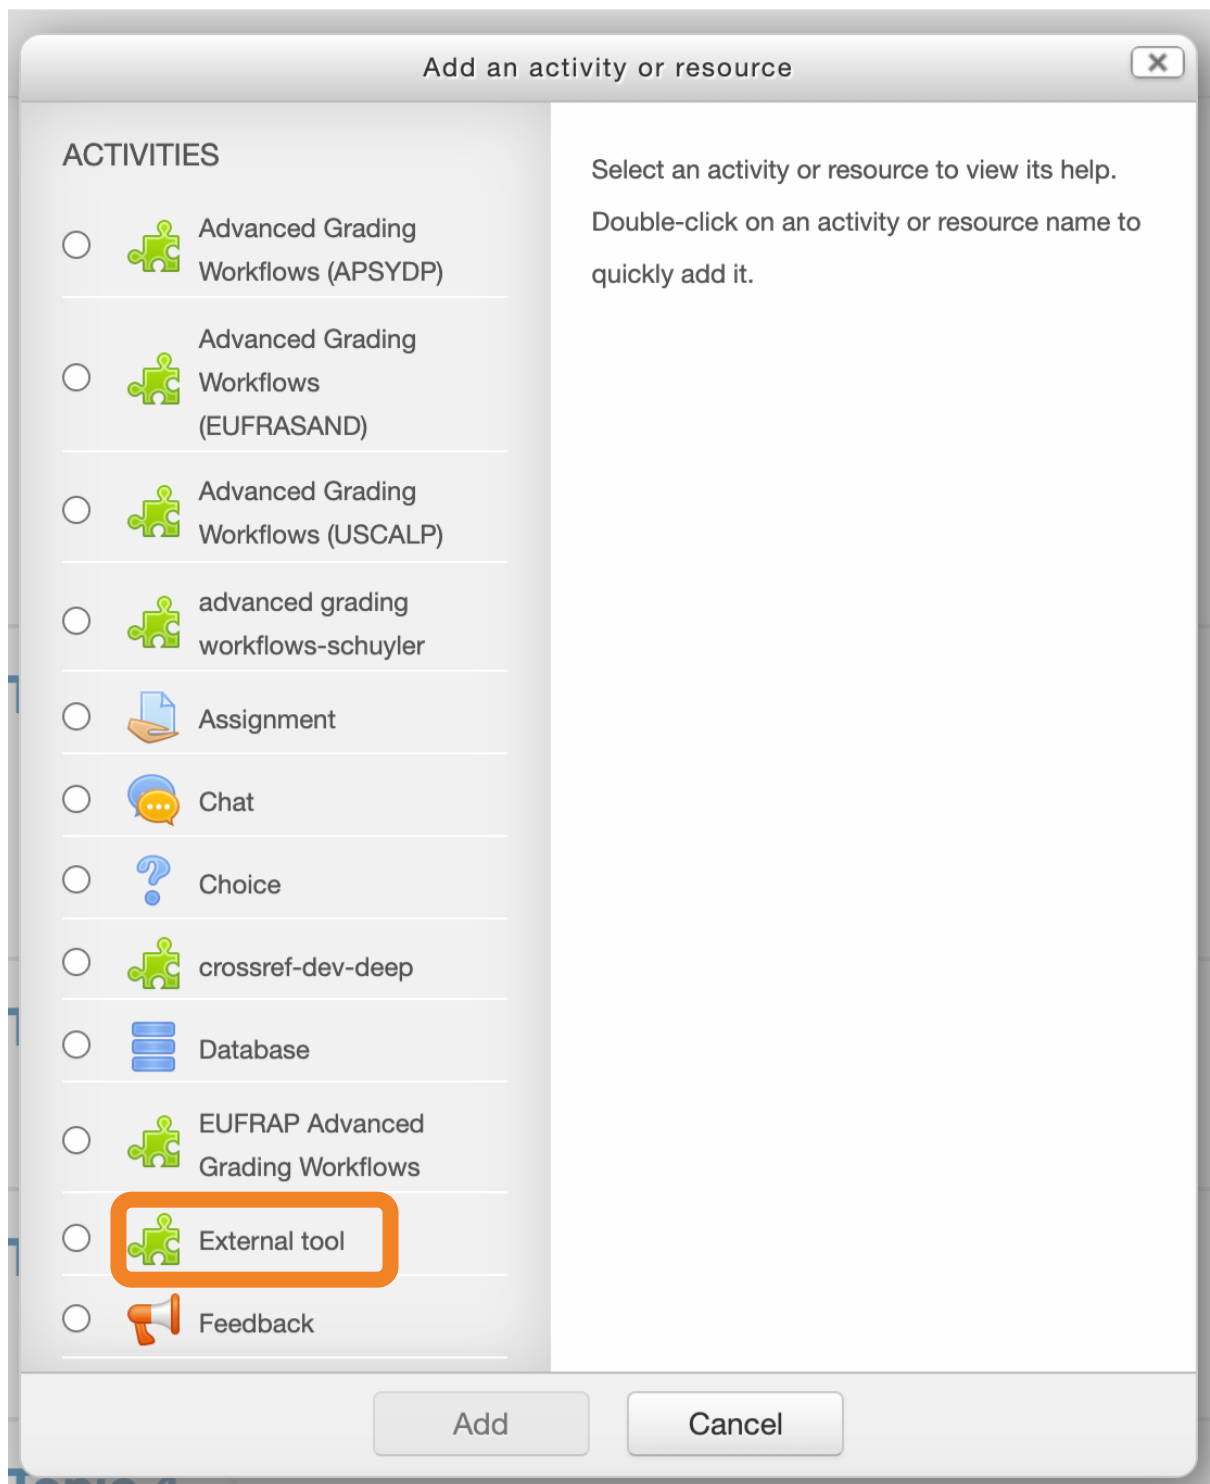 Add an activity or resource
ACTIVITIES
Advanced Grading
Workflows (APSYDP)
Advanced Grading
Workflows
(EUFRASAND)
Advanced Grading
Workflows (USCALP)
advanced grading
workflows-schuyler
Assignment
Chat
Choice
crossref-dev-deep
Database
EUFRAP Advanced
Grading Workflows
External tool
Feedback
Select an activity or resource to view its help.
Double-click on an activity or resource name to
quickly add it.
Add
Cancel